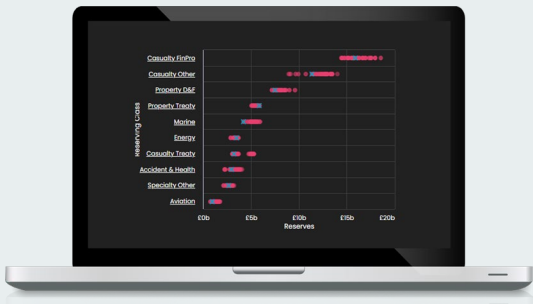 Casualty FinPro
Casualty Other
Property D&F
Property Treaty
Marine
Energy
Casualty Treaty
Accident & Health
Specialty Other
Aviation
Reserving Class
£0b £5b £10b £15b £20b
Reserves